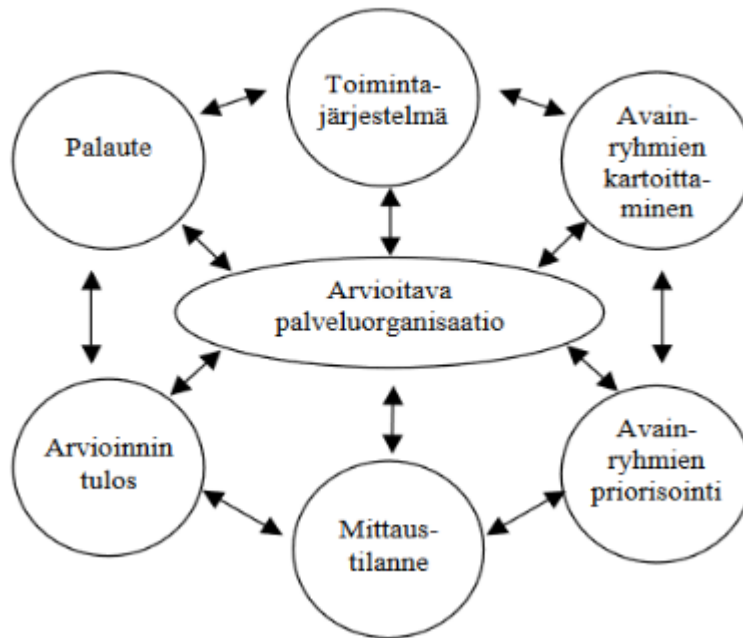 Toiminta-
järjestelmä
Palaute
Avain-
ryhmien
kartoitta-
minen
Arvioitava
palveluorganisaatio
Arvioinnin
tulos
Avain-
ryhmien
priorisointi
Mittaus-
tilanne